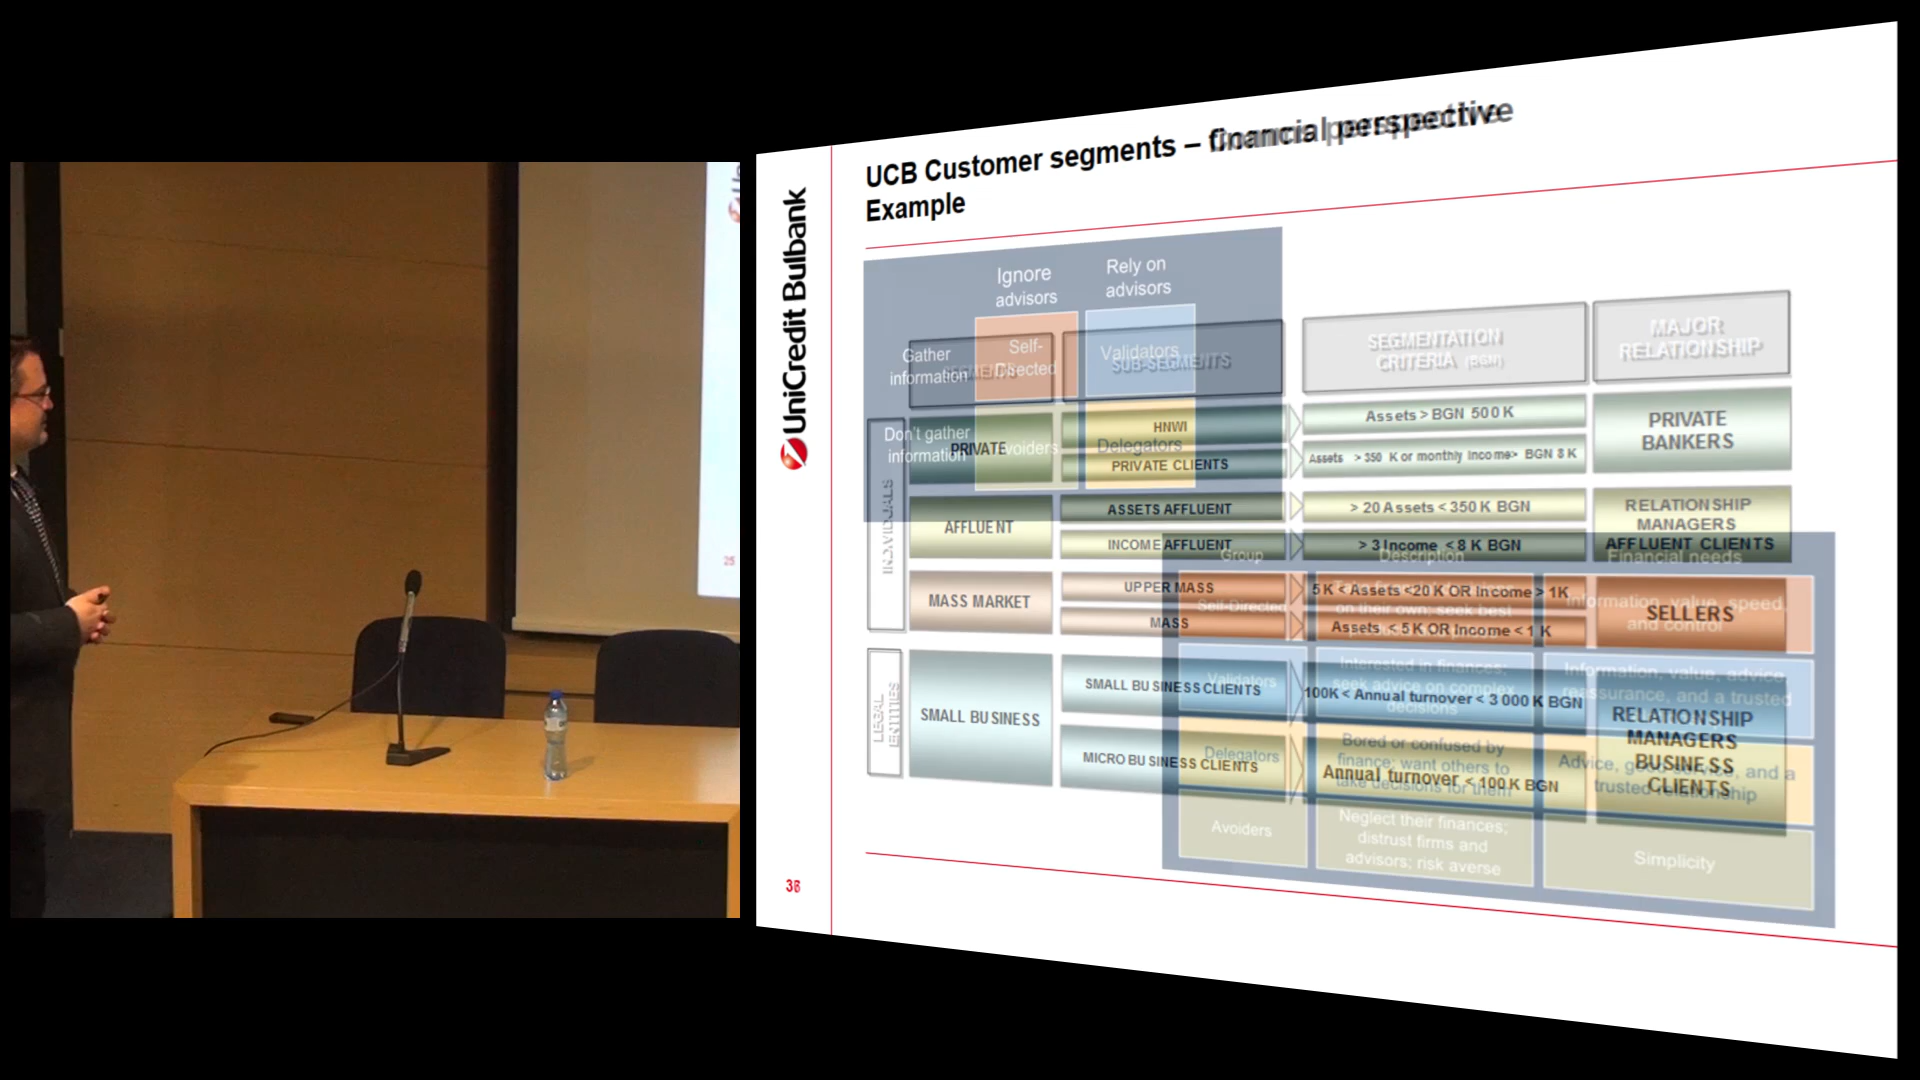 UniCredit Bulbank
UCB Customer segments – financial perspective
Example
Ignore
advisors
Rely on
advisors
Gather
information
Self-
Directed
Validators
Don't gather
information
Avoiders
Delegators
SEGMENTS
SUB-SEGMENTS
SEGMENTATION
CRITERIA (BGN)
MAJOR
RELATIONSHIP
INDIVIDUALS
PRIVATE
HNWI
Assets > BGN 500 K
PRIVATE
BANKERS
PRIVATE CLIENTS
Assets > 350 K or monthly Income> BGN 8 K
AFFLUENT
ASSETS AFFLUENT
> 20 Assets < 350 K BGN
RELATIONSHIP
MANAGERS
AFFLUENT CLIENTS
INCOME AFFLUENT
> 3 Income < 8 K BGN
MASS MARKET
UPPER MASS
5 K < Assets <20 K OR Income > 1K
SELLERS
MASS
Assets < 5 K OR Income < 1 K
LEGAL
ENTITIES
SMALL BUSINESS
SMALL BUSINESS CLIENTS
100K < Annual turnover < 3 000 K BGN
RELATIONSHIP
MANAGERS
BUSINESS
CLIENTS
MICRO BUSINESS CLIENTS
Annual turnover < 100 K BGN
Group
Description
Financial needs
Self-Directed
on their own; seek best
Information, value, speed,
and control
Validators
Interested in finances;
seek advice on complex
decisions
Information, value, advice
reassurance, and a trusted
Delegators
Bored or confused by
finance; want others to
take decisions for them
Advice, good service, and a
trusted relationship
Avoiders
Neglect their finances;
distrust firms and
advisors; risk averse
Simplicity